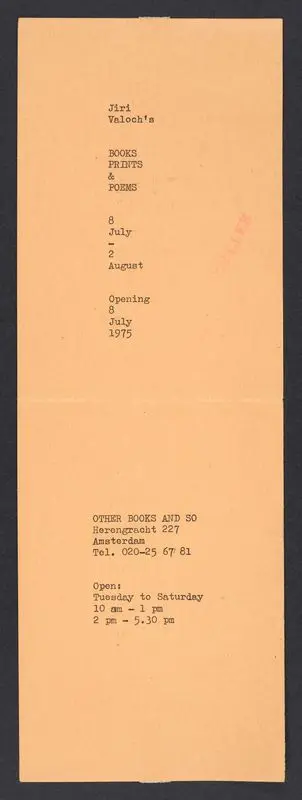 Jiri
Valoch's
BOOKS
PRINTS
&
POEMS
8
July
-
2
August
Opening
8
July
1975
OTHER BOOKS AND SO
Herengracht 227
Amsterdam
Tel. 020-25 67 81
Open:
Tuesday to Saturday
10 am - 1 pm
2 pm - 5.30 pm